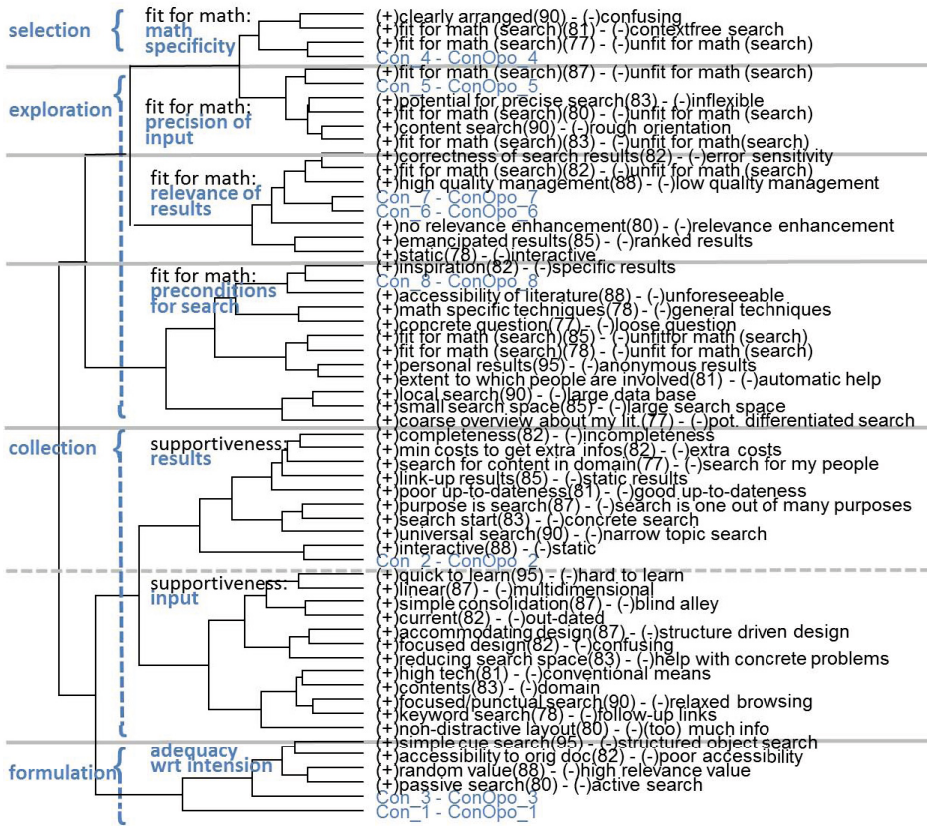 selection
exploration
collection
formulation
fit for math:
math
specificity
fit for math:
precision of
input
fit for math:
relevance of
results
fit for math:
preconditions
for search
supportiveness:
results
supportiveness:
input
adequacy
wrt intension
(+)clearly arranged(90) - (-)confusing
(+)fit for math (search)(81) - (-)contextfree search
(+)fit for math (search)(77) - (-)unfit for math (search)
Con_4 - ConOpo_4
(+)fit for math (search)(87) - (-)unfit for math (search)
Con_5 - ConOpo_5
(+)potential for precise search(83) - (-)inflexible
(+)fit for math (search)(80) - (-)unfit for math (search)
(+)content search(90) - (-)rough orientation
(+)fit for math (search)(83) - (-)unfit for math(search)
(+)correctness of search results(82) - (-)error sensitivity
(+)fit for math (search)(82) - (-)unfit for math (search)
(+)high quality management(88) - (-)low quality management
Con_7 - ConOpo_7
Con_6 - ConOpo_6
(+)no relevance enhancement(80) - (-)relevance enhancement
(+)emancipated results(85) - (-)ranked results
(+)static(78) - (-)interactive
(+)inspiration(82) - (-)specific results
Con_8 - ConOpo_8
(+)accessibility of literature(88) - (-)unforeseeable
(+)math specific techniques(78) - (-)general techniques
(+)concrete question(77) - (-)loose question
(+)fit for math (search)(85) - (-)unfitfor math (search)
(+)fit for math (search)(78) - (-)unfit for math (search)
(+)personal results(95) - (-)anonymous results
(+)extent to which people are involved(81) - (-)automatic help
(+)local search(90) - (-)large data base
(+)small search space(85) - (-)large search space
(+)coarse overview about my lit.(77) - (-)pot. differentiated search
(+)completeness(82) - (-)incompleteness
(+)min costs to get extra infos(82) - (-)extra costs
(+)search for content in domain(77) - (-)search for my people
(+)link-up results(85) - (-)static results
(+)poor up-to-dateness(81) - (-)good up-to-dateness
(+)purpose is search(87) - (-)search is one out of many purposes
(+)search start(83) - (-)concrete search
(+)universal search(90) - (-)narrow topic search
(+)interactive(88) - (-)static
Con_2 - ConOpo_2
(+)quick to learn(95) - (-)hard to learn
(+)linear(87) - (-)multidimensional
(+)simple consolidation(87) - (-)blind alley
(+)current(82) - (-)out-dated
(+)accommodating design(87) - (-)structure driven design
(+)focused design(82) - (-)confusing
(+)reducing search space(83) - (-)help with concrete problems
(+)high tech(81) - (-)conventional means
(+)contents(83) - (-)domain
(+)focused/punctual search(90) - (-)relaxed browsing
(+)keyword search(78) - (-)follow-up links
(+)non-distractive layout(80) - (-)(too) much info
(+)simple cue search(95) - (-)structured object search
(+)accessibility to orig doc(82) - (-)poor accessibility
(+)random value(88) - (-)high relevance value
(+)passive search(80) - (-)active search
Con_3 - ConOpo_3
Con_1 - ConOpo_1